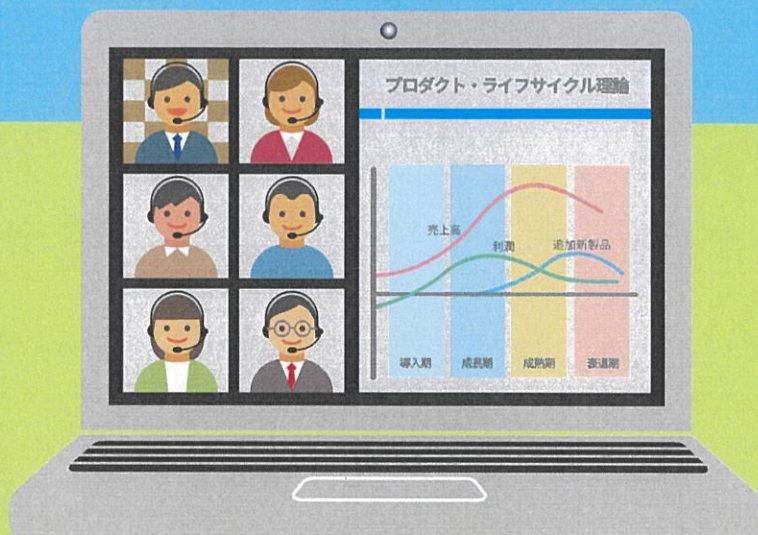 プロダクト・ライフサイクル理論
売上高
利潤
追加新製品
導入期
成長期
成熟期
衰退期